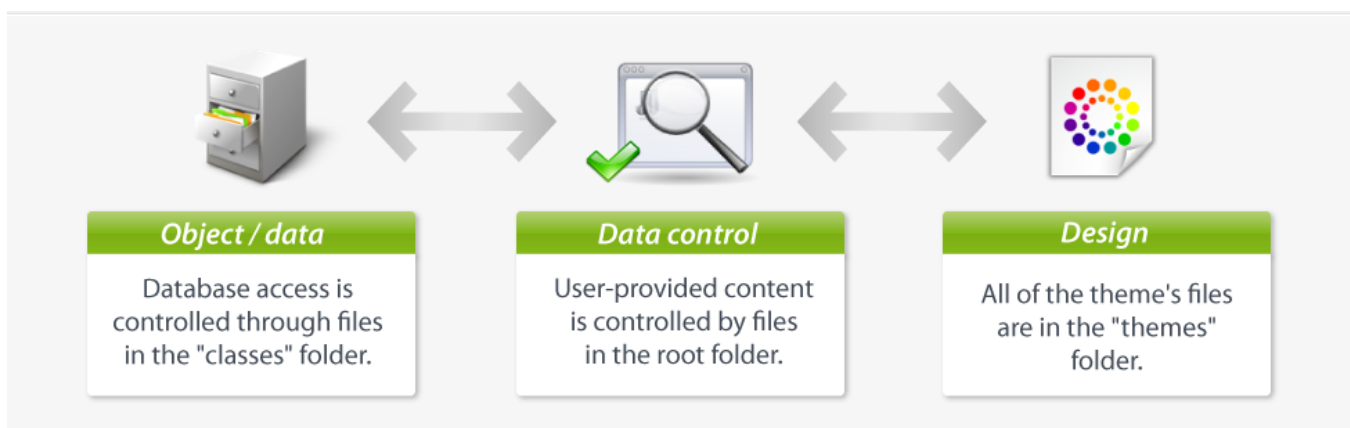 Object / data
Database access is
controlled through files
in the "classes" folder.
Data control
User-provided content
is controlled by files
in the root folder.
Design
All of the theme's files
are in the "themes"
folder.